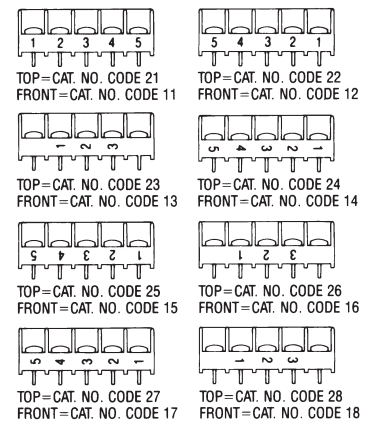 1 2 3 4 5
TOP=CAT. NO. CODE 21
FRONT=CAT. NO. CODE 11
5 4 3 2 1
TOP=CAT. NO. CODE 22
FRONT=CAT. NO. CODE 12
1 2 3
TOP=CAT. NO. CODE 23
FRONT=CAT. NO. CODE 13
5 4 3 2 1
TOP=CAT. NO. CODE 24
FRONT=CAT. NO. CODE 14
5 4 3 2 1
TOP=CAT. NO. CODE 25
FRONT=CAT. NO. CODE 15
1 2 3
TOP=CAT. NO. CODE 26
FRONT=CAT. NO. CODE 16
5 4 3 2 1
TOP=CAT. NO. CODE 27
FRONT=CAT. NO. CODE 17
1 2 3
TOP=CAT. NO. CODE 28
FRONT=CAT. NO. CODE 18